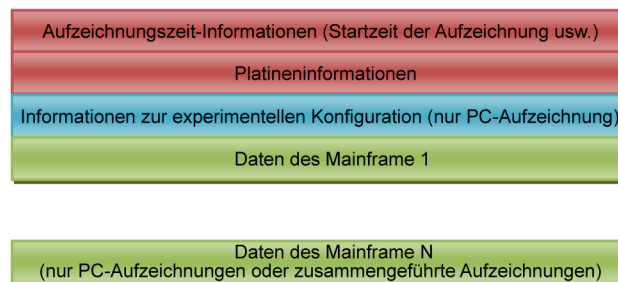 Aufzeichnungszeit-Informationen (Startzeit der Aufzeichnung usw.)
Platineninformationen
Informationen zur experimentellen Konfiguration (nur PC-Aufzeichnung)
Daten des Mainframe 1
Daten des Mainframe N
(nur PC-Aufzeichnungen oder zusammengeführte Aufzeichnungen)